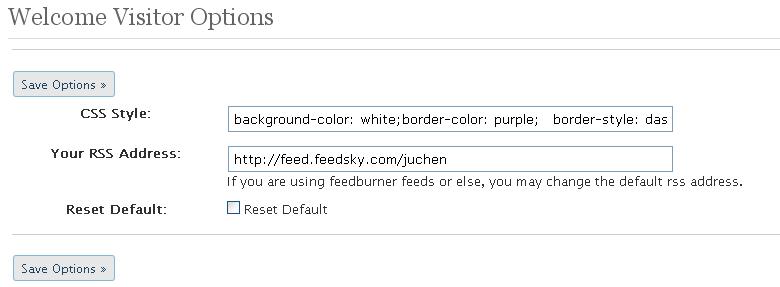 Welcome Visitor Options
Save Options »
CSS Style:
background-color: white;border-color: purple;   border-style: das
Your RSS Address:
http://feed.feedsky.com/juchen
If you are using feedburner feeds or else, you may change the default rss address.
Reset Default:
Reset Default
Save Options »